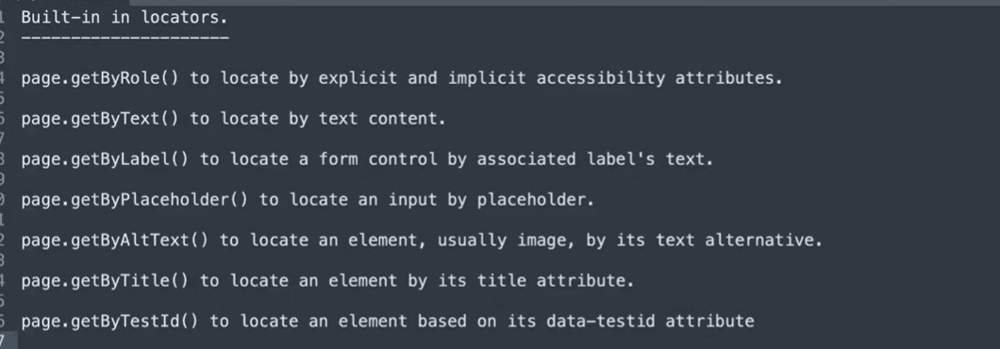 Built-in in locators.
---------------------
page.getByRole() to locate by explicit and implicit accessibility attributes.
page.getByText() to locate by text content.
page.getByLabel() to locate a form control by associated label's text.
page.getByPlaceholder() to locate an input by placeholder.
page.getByAltText() to locate an element, usually image, by its text alternative.
page.getByTitle() to locate an element by its title attribute.
page.getByTestId() to locate an element based on its data-testid attribute